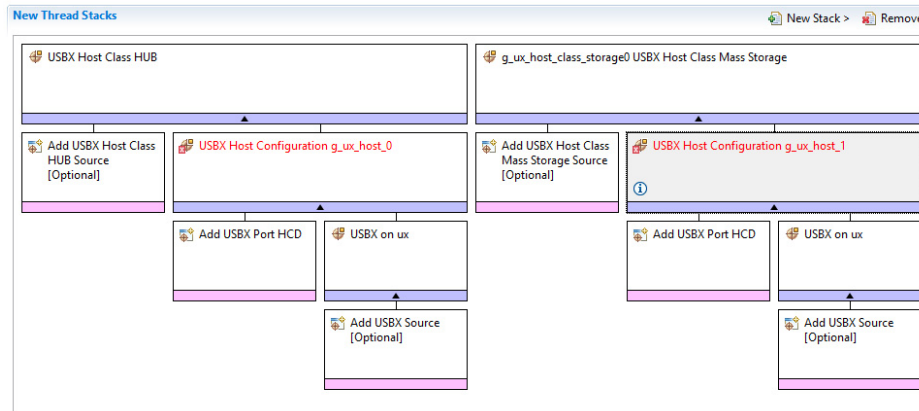 New Thread Stacks
New Stack >
Remove
USBX Host Class HUB
g_ux_host_class_storage0 USBX Host Class Mass Storage
Add USBX Host Class
HUB Source
[Optional]
USBX Host Configuration g_ux_host_0
Add USBX Host Class
Mass Storage Source
[Optional]
USBX Host Configuration g_ux_host_1
Add USBX Port HCD
USBX on ux
Add USBX Port HCD
USBX on ux
Add USBX Source
[Optional]
Add USBX Source
[Optional]